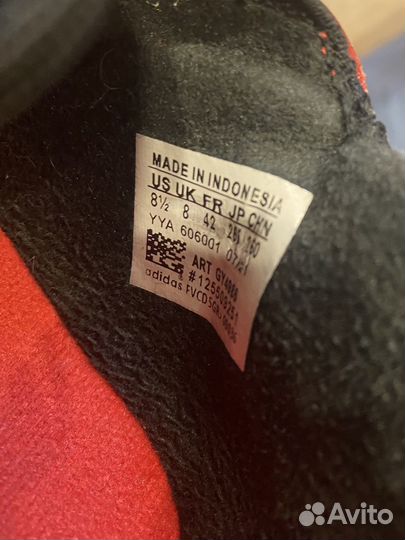 MADE IN INDONESIA
US UK FR JP CHN
8½ 8 42 265 260
YYA 606001 07/21
ART
adidas
Avito